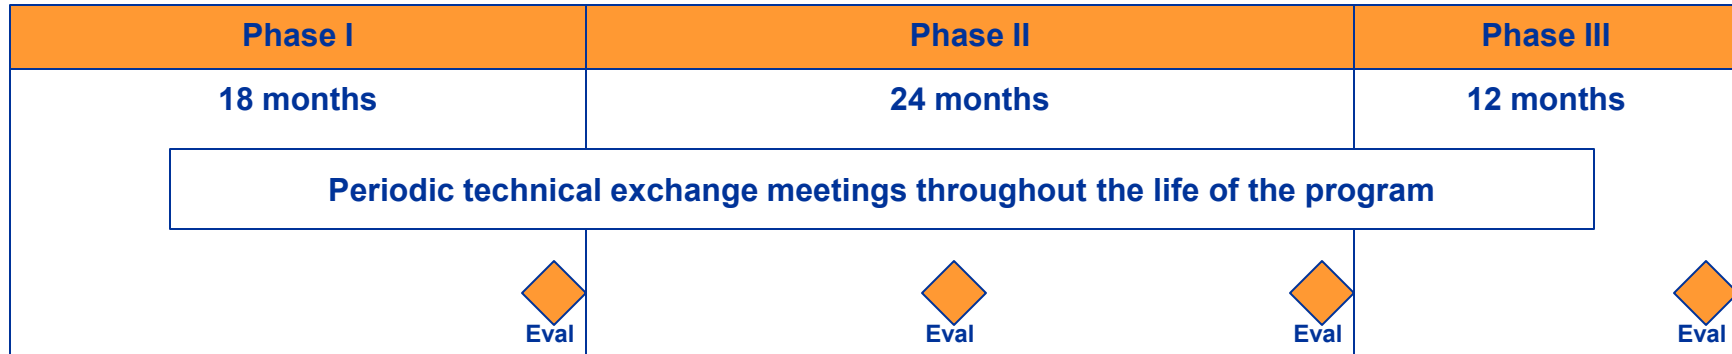 Phase I
Phase II
Phase III
18 months
24 months
12 months
Periodic technical exchange meetings throughout the life of the program
Eval
Eval
Eval
Eval